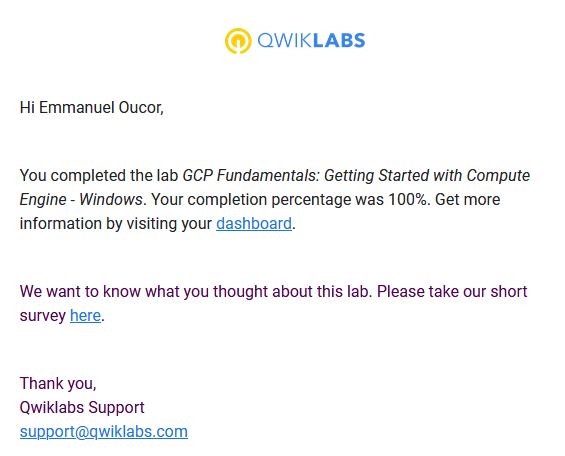 QWIKLABS
Hi Emmanuel Oucor,
You completed the lab GCP Fundamentals: Getting Started with Compute
Engine - Windows. Your completion percentage was 100%. Get more
information by visiting your dashboard.
We want to know what you thought about this lab. Please take our short
survey here.
Thank you,
Qwiklabs Support
support@qwiklabs.com